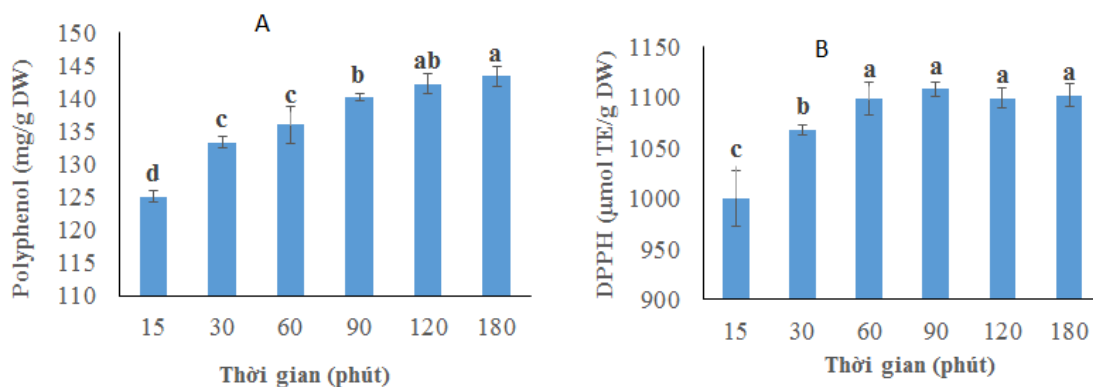 A
Polyphenol (mg/g DW)
150
145
140
135
130
125
120
115
110
d
c
c
b
ab
a
15 30 60 90 120 180
Thời gian (phút)
B
DPPH (µmol TE/g DW)
1150
1100
1050
1000
950
900
c
b
a
a
a
a
15 30 60 90 120 180
Thời gian (phút)